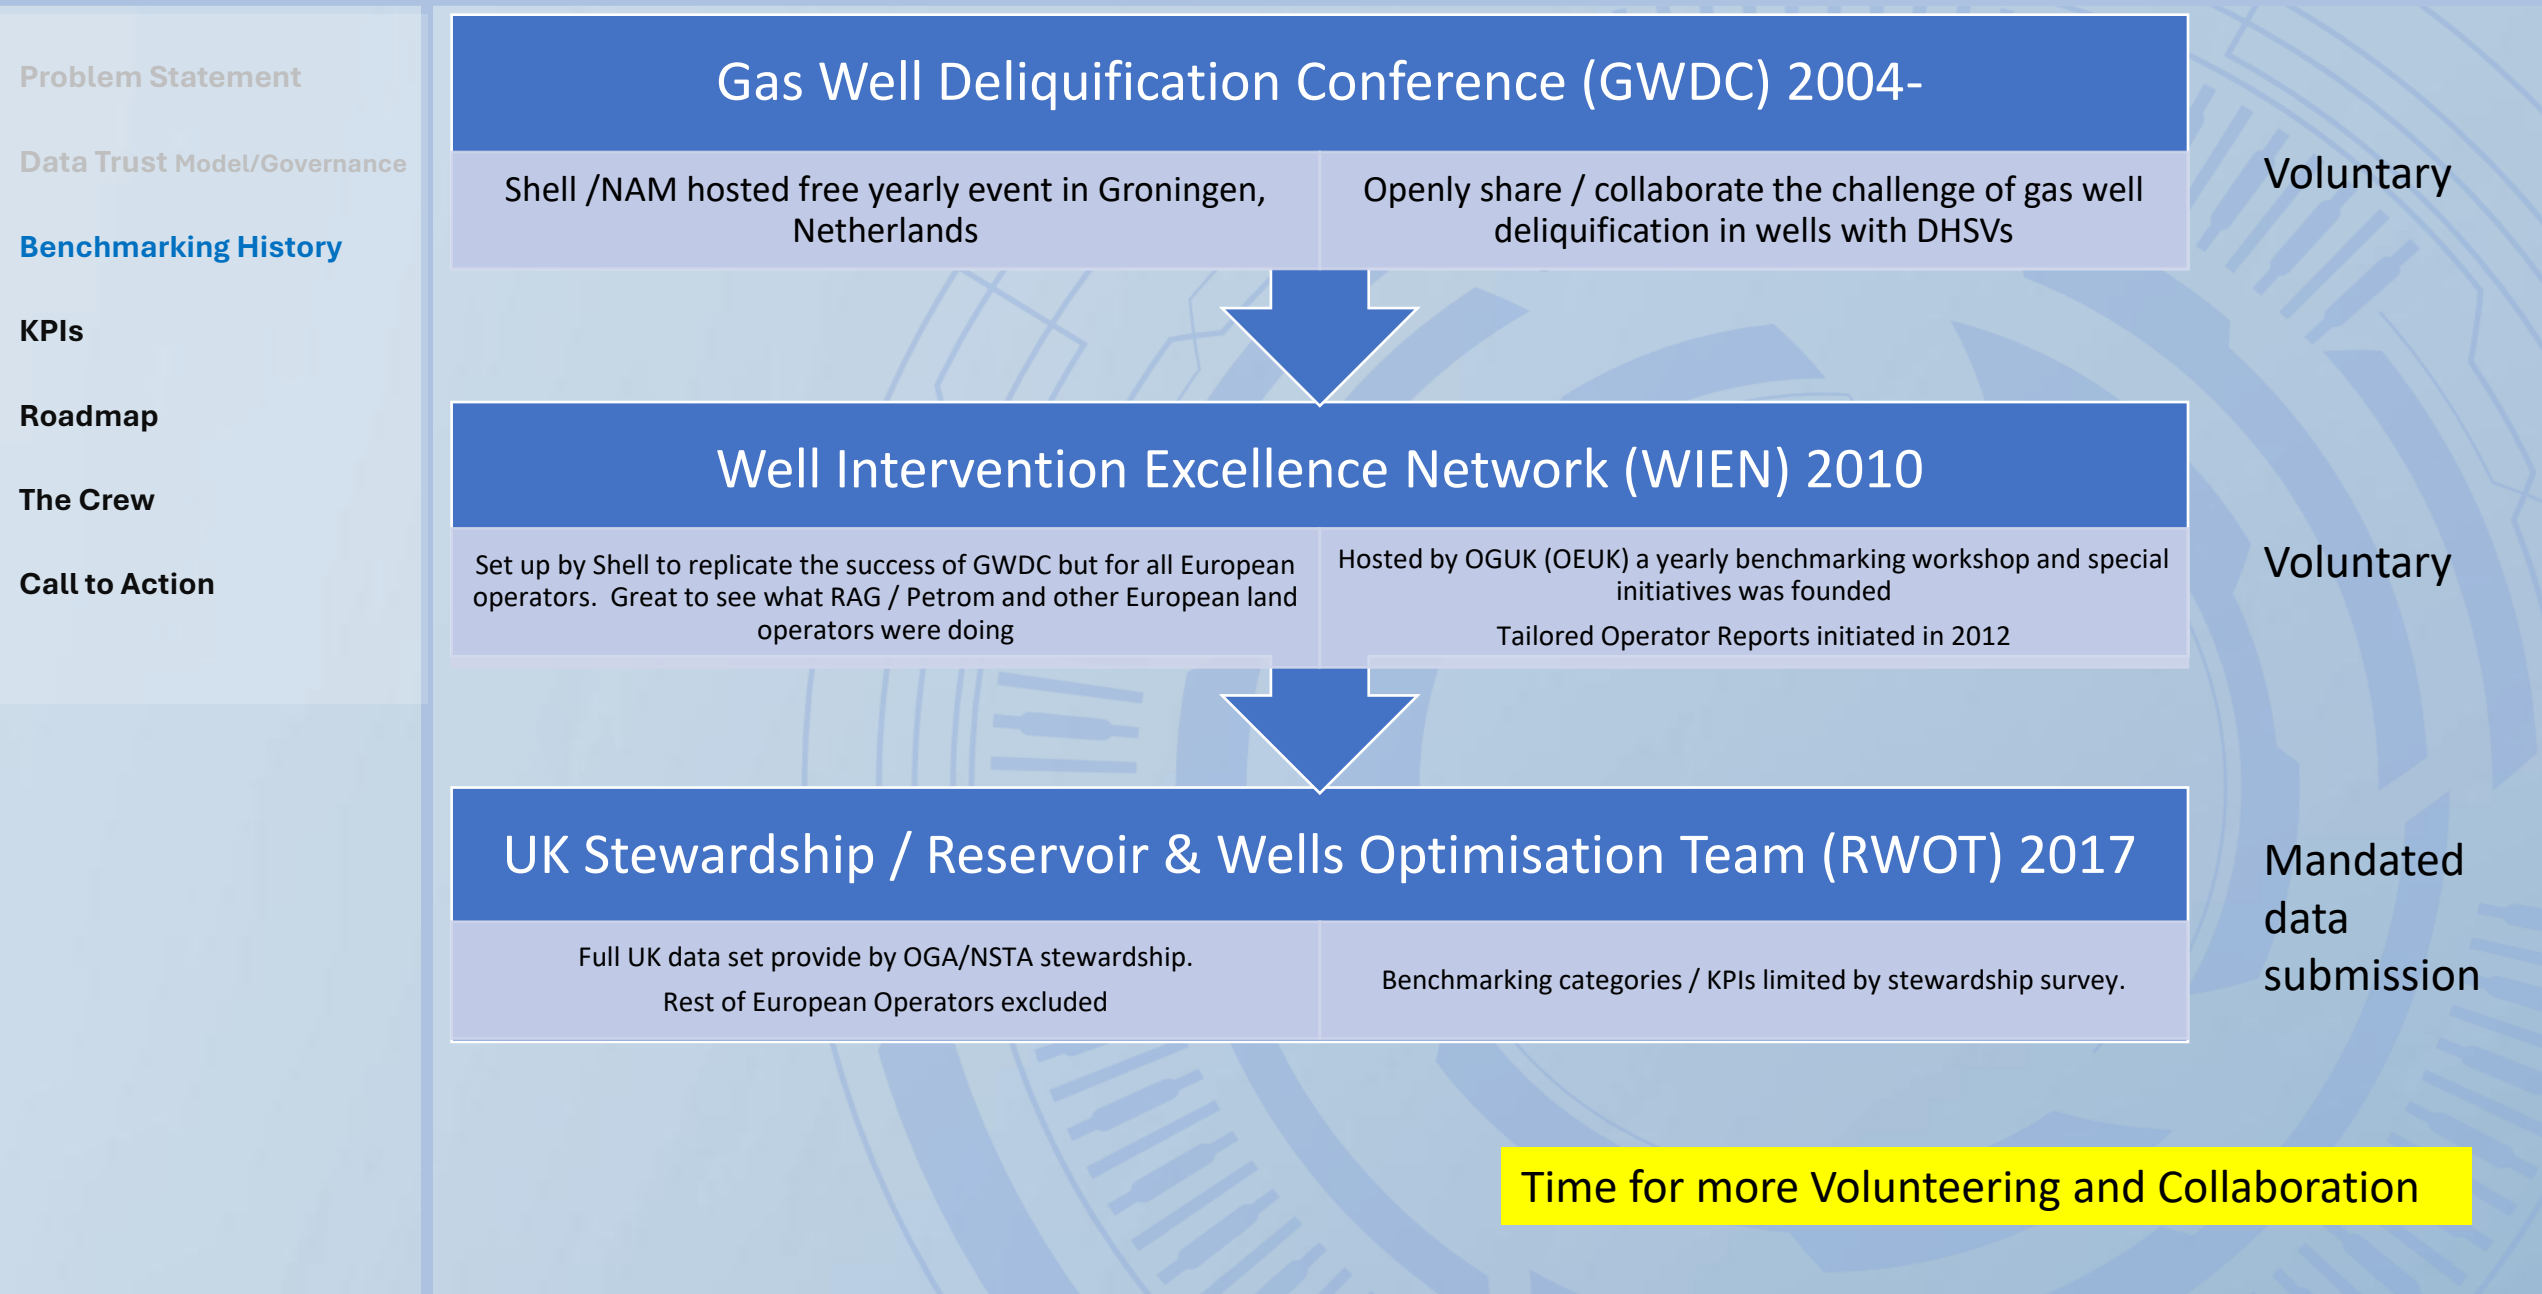 Problem Statement
Data Trust Model/Governance
Benchmarking History
KPIs
Roadmap
The Crew
Call to Action
Gas Well Deliquification Conference (GWDC) 2004-
Shell /NAM hosted free yearly event in Groningen,
Netherlands
Openly share / collaborate the challenge of gas well
deliquification in wells with DHSVs
Voluntary
Well Intervention Excellence Network (WIEN) 2010
Set up by Shell to replicate the success of GWDC but for all European
operators.  Great to see what RAG / Petrom and other European land
operators were doing
Hosted by OGUK (OEUK) a yearly benchmarking workshop and special
initiatives was founded
Tailored Operator Reports initiated in 2012
Voluntary
UK Stewardship / Reservoir & Wells Optimisation Team (RWOT) 2017
Full UK data set provide by OGA/NSTA stewardship.
Rest of European Operators excluded
Benchmarking categories / KPIs limited by stewardship survey.
Mandated
data
submission
Time for more Volunteering and Collaboration